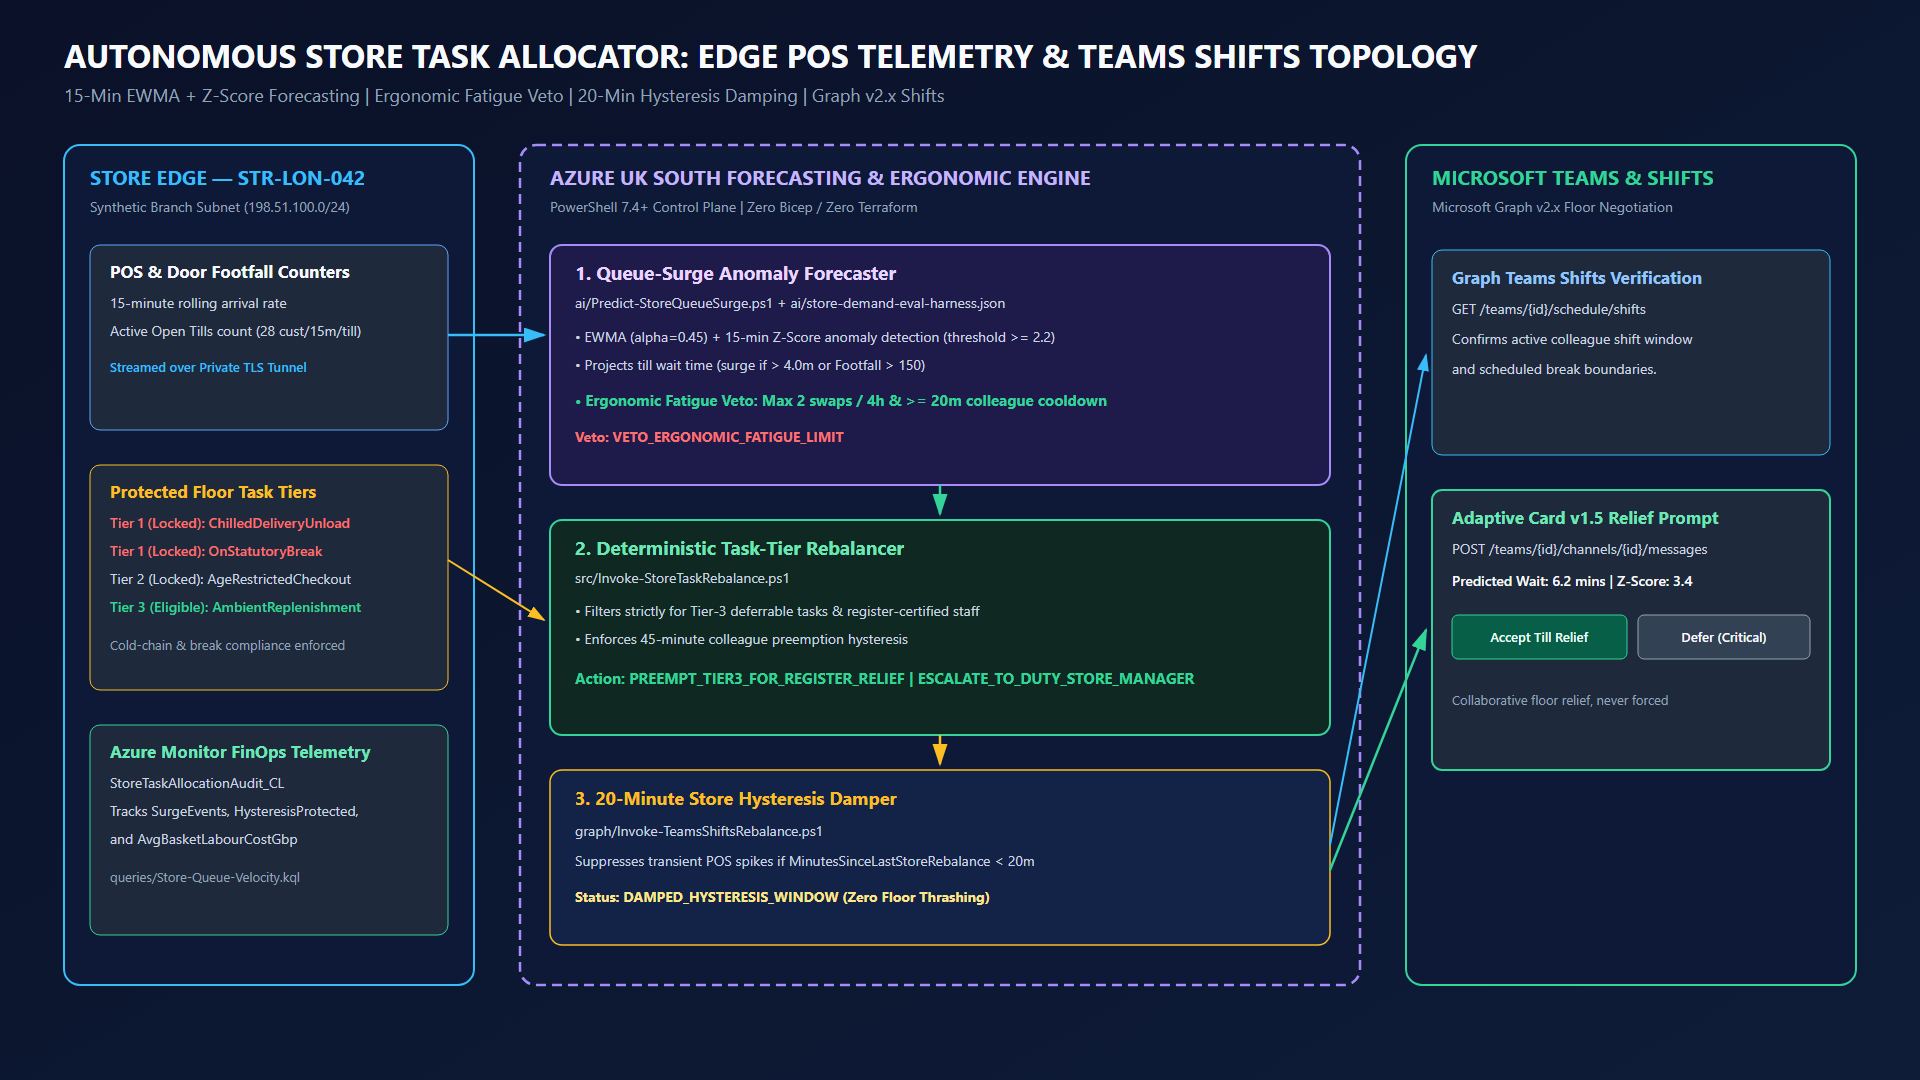 AUTONOMOUS STORE TASK ALLOCATOR: EDGE POS TELEMETRY & TEAMS SHIFTS TOPOLOGY
15-Min EWMA + Z-Score Forecasting | Ergonomic Fatigue Veto | 20-Min Hysteresis Damping | Graph v2.x Shifts
STORE EDGE — STR-LON-042
Synthetic Branch Subnet (198.51.100.0/24)
POS & Door Footfall Counters
15-minute rolling arrival rate
Active Open Tills count (28 cust/15m/till)
Streamed over Private TLS Tunnel
Protected Floor Task Tiers
Tier 1 (Locked): ChilledDeliveryUnload
Tier 1 (Locked): OnStatutoryBreak
Tier 2 (Locked): AgeRestrictedCheckout
Tier 3 (Eligible): AmbientReplenishment
Cold-chain & break compliance enforced
Azure Monitor FinOps Telemetry
StoreTaskAllocationAudit_CL
Tracks SurgeEvents, HysteresisProtected,
and AvgBasketLabourCostGbp
queries/Store-Queue-Velocity.kql
AZURE UK SOUTH FORECASTING & ERGONOMIC ENGINE
PowerShell 7.4+ Control Plane | Zero Bicep / Zero Terraform
1. Queue-Surge Anomaly Forecaster
ai/Predict-StoreQueueSurge.ps1 + ai/store-demand-eval-harness.json
• EWMA (alpha=0.45) + 15-min Z-Score anomaly detection (threshold >= 2.2)
• Projects till wait time (surge if > 4.0m or Footfall > 150)
• Ergonomic Fatigue Veto: Max 2 swaps / 4h & >= 20m colleague cooldown
Veto: VETO_ERGONOMIC_FATIGUE_LIMIT
2. Deterministic Task-Tier Rebalancer
src/Invoke-StoreTaskRebalance.ps1
• Filters strictly for Tier-3 deferrable tasks & register-certified staff
• Enforces 45-minute colleague preemption hysteresis
Action: PREEMPT_TIER3_FOR_REGISTER_RELIEF | ESCALATE_TO_DUTY_STORE_MANAGER
3. 20-Minute Store Hysteresis Damper
graph/Invoke-TeamsShiftsRebalance.ps1
Suppresses transient POS spikes if MinutesSinceLastStoreRebalance < 20m
Status: DAMPED_HYSTERESIS_WINDOW (Zero Floor Thrashing)
MICROSOFT TEAMS & SHIFTS
Microsoft Graph v2.x Floor Negotiation
Graph Teams Shifts Verification
GET /teams/{id}/schedule/shifts
Confirms active colleague shift window
and scheduled break boundaries.
Adaptive Card v1.5 Relief Prompt
POST /teams/{id}/channels/{id}/messages
Predicted Wait: 6.2 mins | Z-Score: 3.4
Accept Till Relief
Defer (Critical)
Collaborative floor relief, never forced